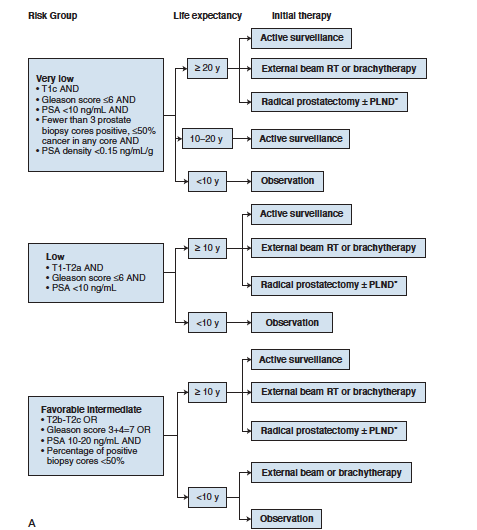 Risk Group Life expectancy Initial therapy
Very low
• T1c AND
• Gleason score ≤6 AND
• PSA <10 ng/mL AND
• Fewer than 3 prostate
biopsy cores positive, ≤50%
cancer in any core AND
• PSA density <0.15 ng/mL/g
≥ 20 y
Active surveillance
External beam RT or brachytherapy
Radical prostatectomy ± PLND*
10–20 y
Active surveillance
<10 y
Observation
Low
• T1-T2a AND
• Gleason score ≤6 AND
• PSA <10 ng/mL
≥ 10 y
Active surveillance
External beam RT or brachytherapy
Radical prostatectomy ± PLND*
<10 y
Observation
Favorable intermediate
• T2b-T2c OR
• Gleason score 3+4=7 OR
• PSA 10-20 ng/mL AND
• Percentage of positive
biopsy cores <50%
≥ 10 y
Active surveillance
External beam RT or brachytherapy
Radical prostatectomy ± PLND*
<10 y
External beam or brachytherapy
Observation
A